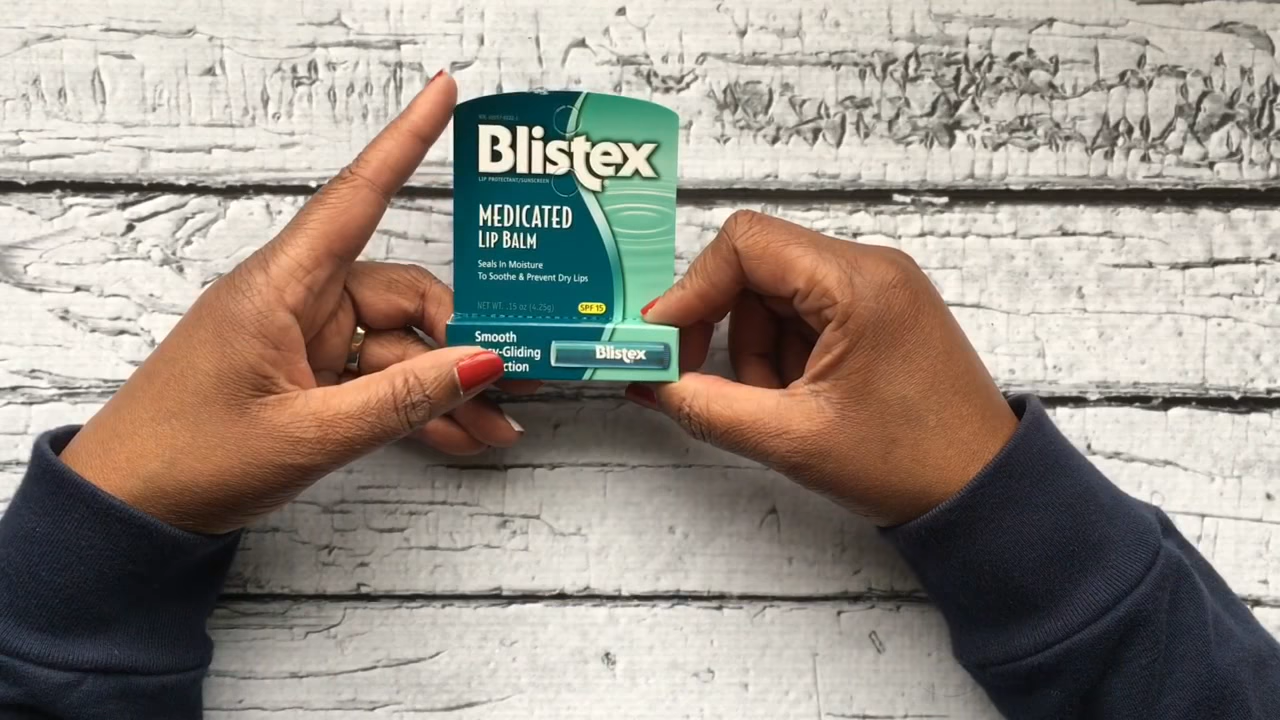 Blistex
LIP PROTECTANT/SUNSCREEN
MEDICATED
LIP BALM
Seals In Moisture
To Soothe & Prevent Dry Lips
NET WT. .15 oz (4.25g)
SPF 15
Smooth
-Gliding
Blistex